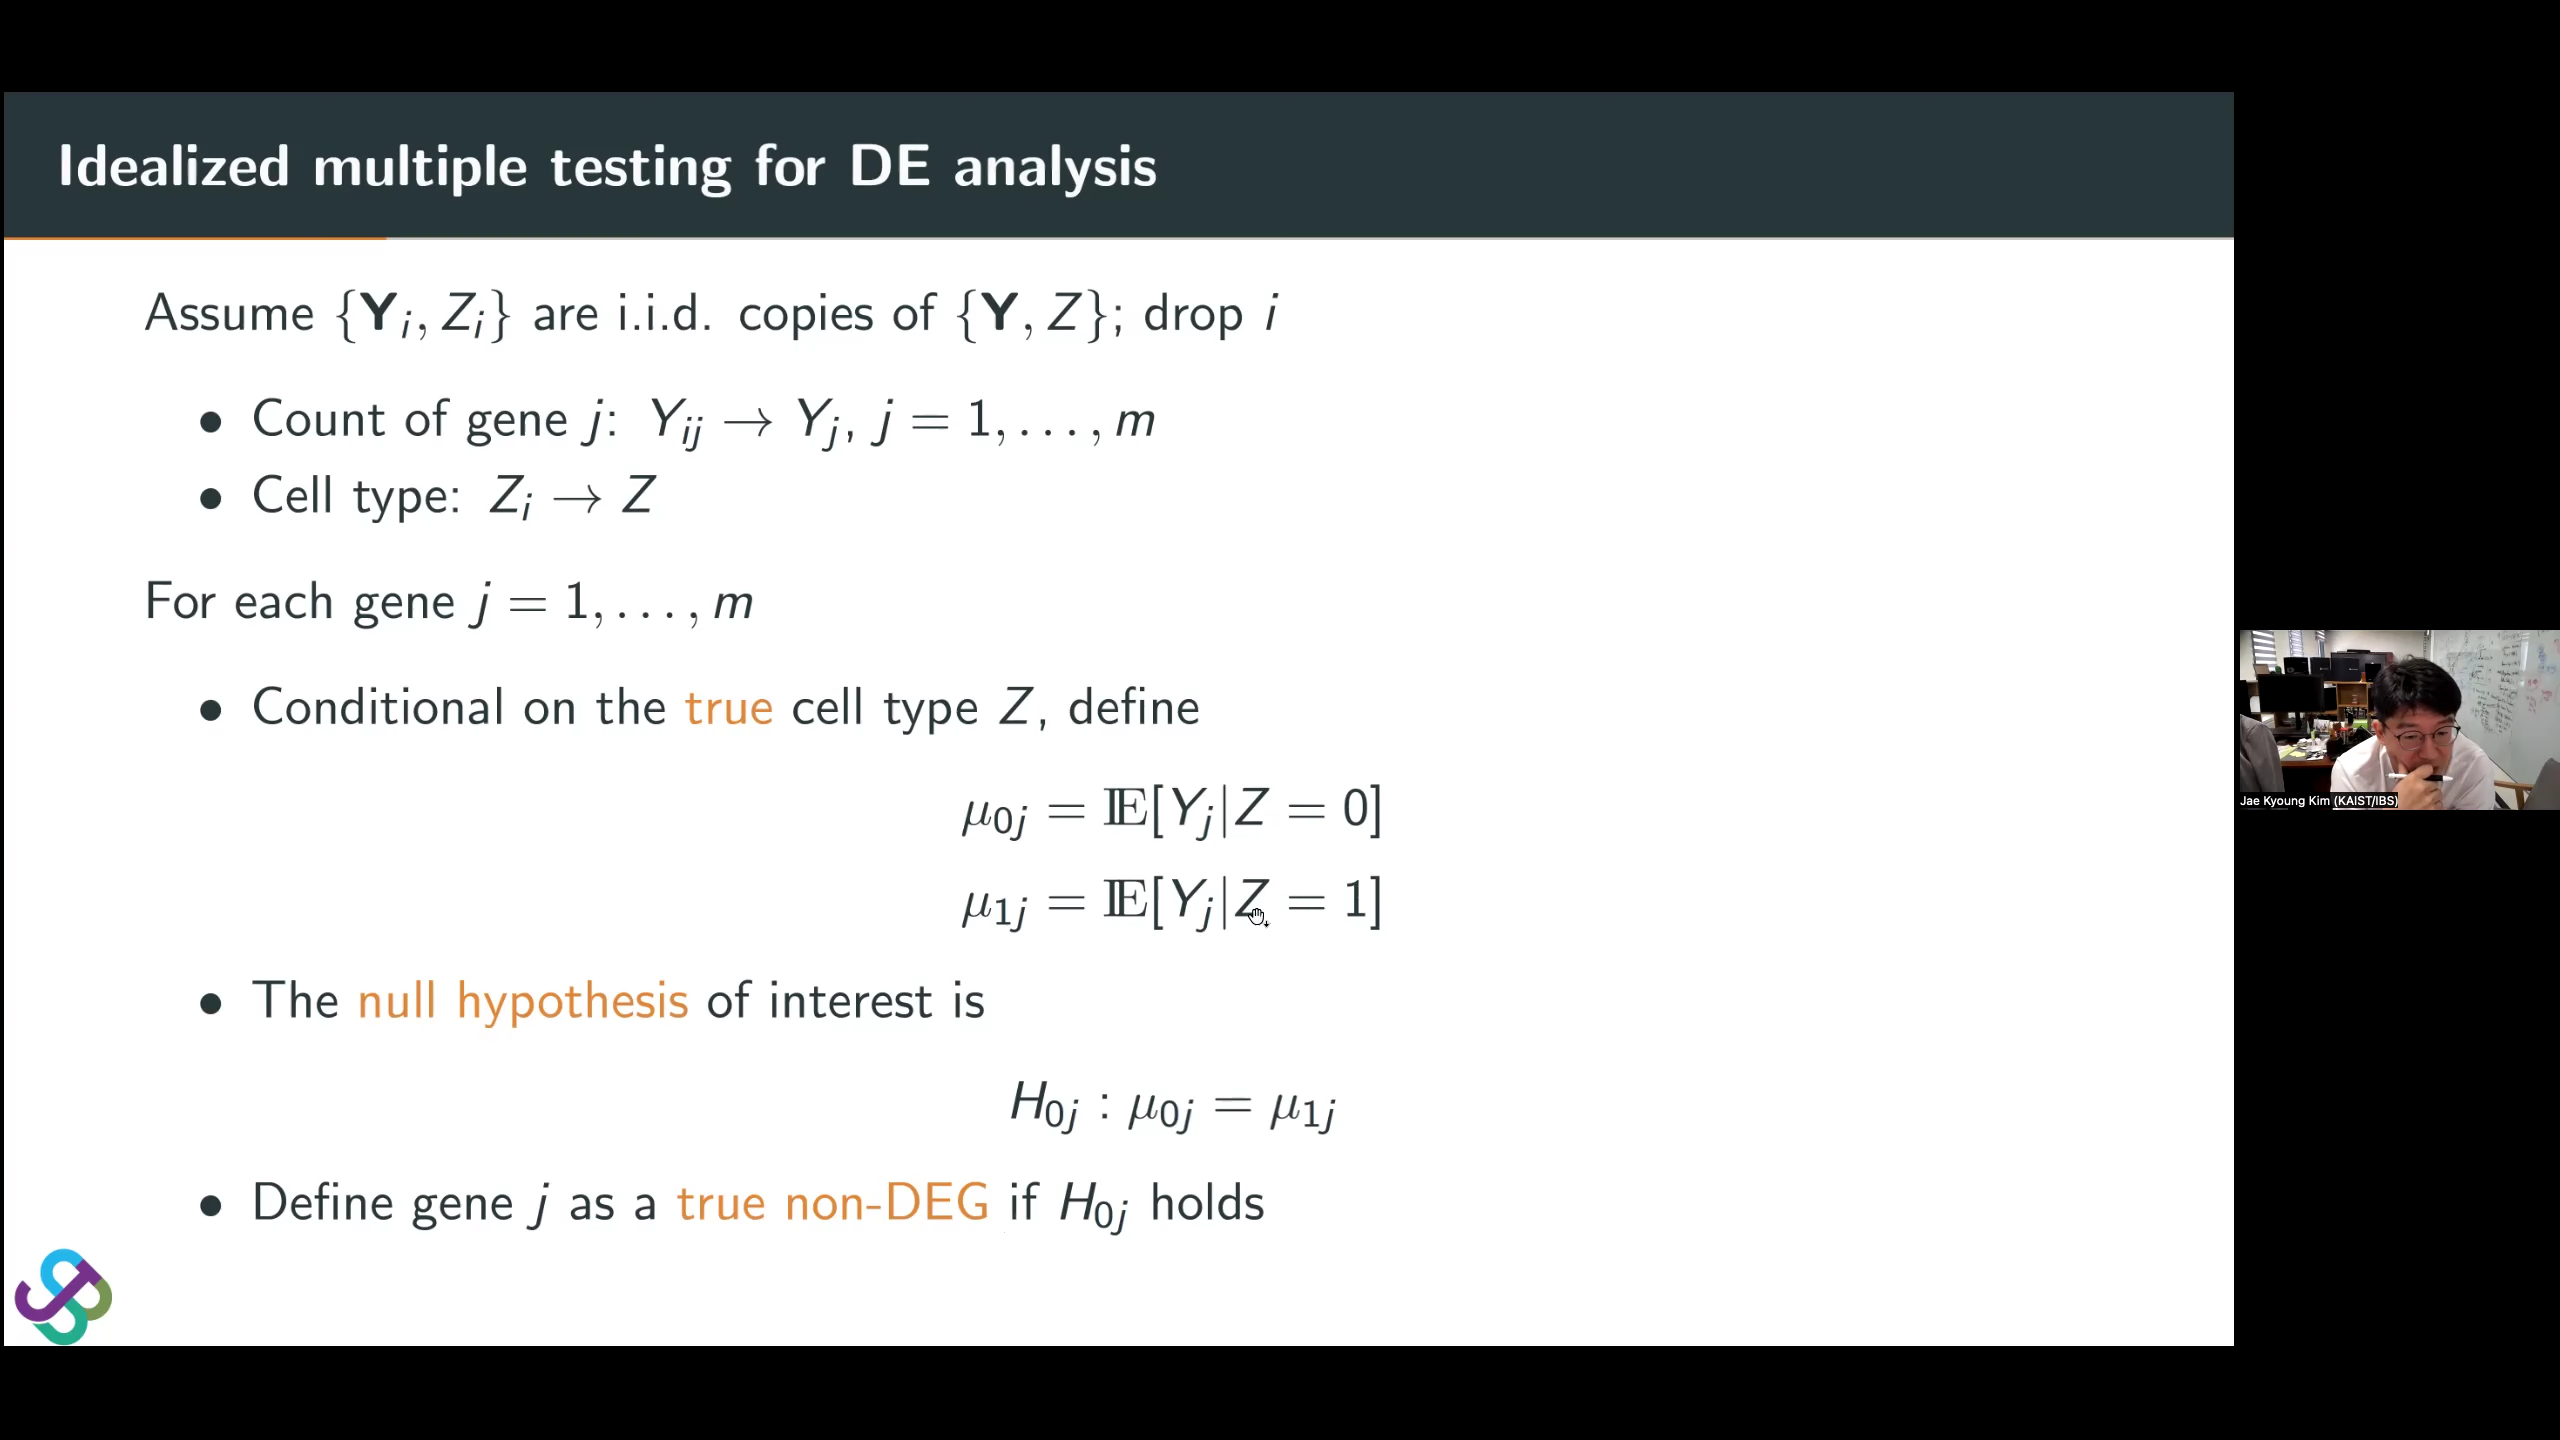 Idealized multiple testing for DE analysis
Assume {Y_i, Z_i} are i.i.d. copies of {Y, Z}; drop i
• Count of gene j: Y_ij → Y_j, j = 1, . . . , m
• Cell type: Z_i → Z
For each gene j = 1, . . . , m
• Conditional on the true cell type Z, define
μ_0j = 𝔼[Y_j|Z = 0]
μ_1j = 𝔼[Y_j|Z = 1]
• The null hypothesis of interest is
H_0j : μ_0j = μ_1j
• Define gene j as a true non-DEG if H_0j holds
Jae Kyoung Kim (KAIST/IBS)